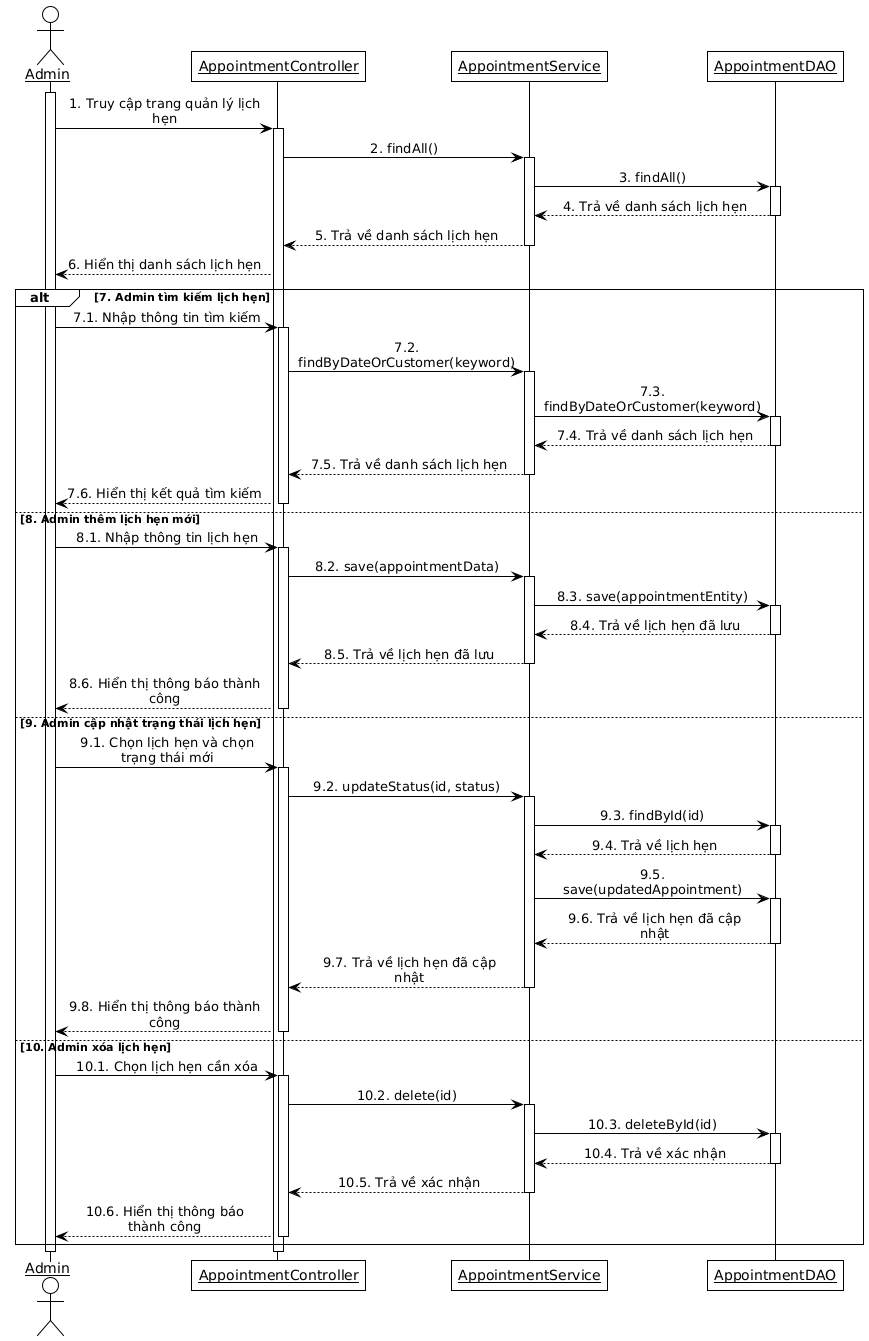 Admin
AppointmentController
AppointmentService
AppointmentDAO
1. Truy cập trang quản lý lịch
hẹn
2. findAll()
3. findAll()
4. Trả về danh sách lịch hẹn
5. Trả về danh sách lịch hẹn
6. Hiển thị danh sách lịch hẹn
alt
[7. Admin tìm kiếm lịch hẹn]
7.1. Nhập thông tin tìm kiếm
7.2.
findByDateOrCustomer(keyword)
7.3.
findByDateOrCustomer(keyword)
7.4. Trả về danh sách lịch hẹn
7.5. Trả về danh sách lịch hẹn
7.6. Hiển thị kết quả tìm kiếm
[8. Admin thêm lịch hẹn mới]
8.1. Nhập thông tin lịch hẹn
8.2. save(appointmentData)
8.3. save(appointmentEntity)
8.4. Trả về lịch hẹn đã lưu
8.5. Trả về lịch hẹn đã lưu
8.6. Hiển thị thông báo thành
công
[9. Admin cập nhật trạng thái lịch hẹn]
9.1. Chọn lịch hẹn và chọn
trạng thái mới
9.2. updateStatus(id, status)
9.3. findById(id)
9.4. Trả về lịch hẹn
9.5.
save(updatedAppointment)
9.6. Trả về lịch hẹn đã cập
nhật
9.7. Trả về lịch hẹn đã cập
nhật
9.8. Hiển thị thông báo thành
công
[10. Admin xóa lịch hẹn]
10.1. Chọn lịch hẹn cần xóa
10.2. delete(id)
10.3. deleteById(id)
10.4. Trả về xác nhận
10.5. Trả về xác nhận
10.6. Hiển thị thông báo
thành công
Admin
AppointmentController
AppointmentService
AppointmentDAO